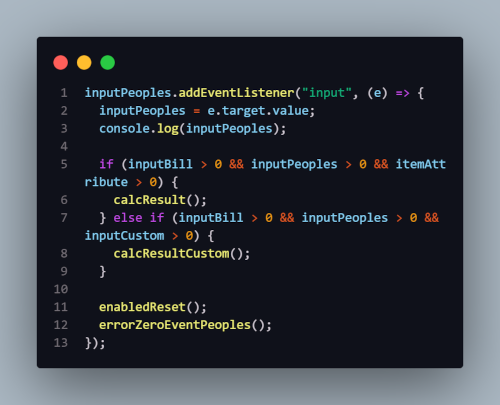 1 inputPeoples.addEventListener("input", (e) => {
2   inputPeoples = e.target.value;
3   console.log(inputPeoples);
4
5   if (inputBill > 0 && inputPeoples > 0 && itemAtt
ribute > 0) {
6     calcResult();
7   } else if (inputBill > 0 && inputPeoples > 0 &&
inputCustom > 0) {
8     calcResultCustom();
9   }
10
11   enabledReset();
12   errorZeroEventPeoples();
13 });